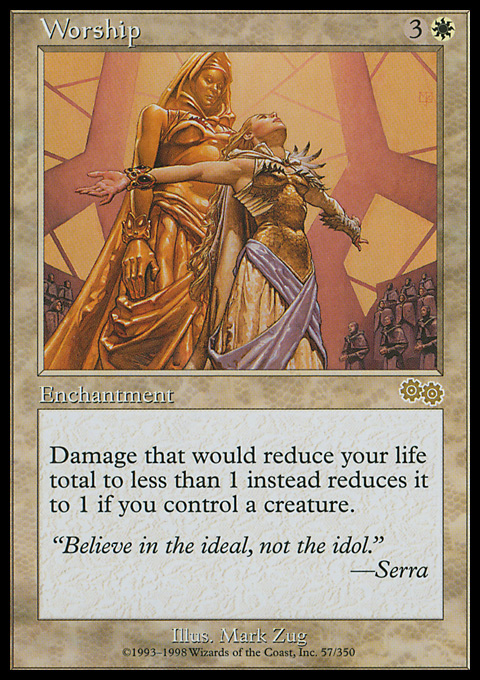 Worship 3
Enchantment
Damage that would reduce your life
total to less than 1 instead reduces it
to 1 if you control a creature.
“Believe in the ideal, not the idol.”
—Serra
Illus. Mark Zug
©1993–1998 Wizards of the Coast, Inc. 57/350